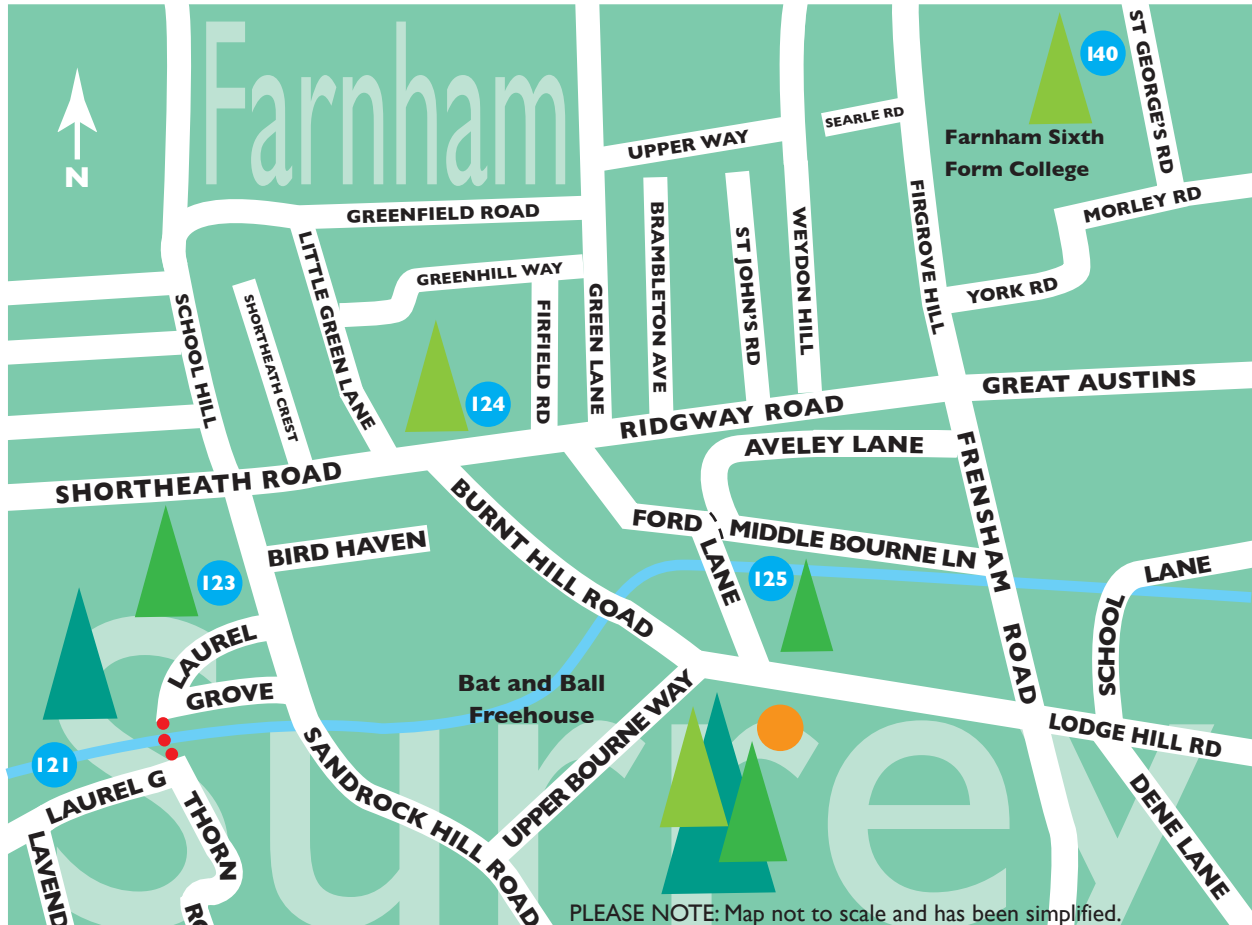 Farnham
140
ST GEORGE'S RD
SEARLE RD
Farnham Sixth
Form College
UPPER WAY
N
MORLEY RD
GREENFIELD ROAD
BRAMBLETON AVE
ST JOHN'S RD
WEYDON HILL
FIRGROVE HILL
LITTLE GREEN LANE
GREENHILL WAY
YORK RD
SCHOOL HILL
SHORTHEATH CREST
FIRFIELD RD
GREEN LANE
GREAT AUSTINS
124
RIDGWAY ROAD
AVELEY LANE
SHORTHEATH ROAD
FRENSHAM ROAD
BURNT HILL ROAD
FORD LANE
MIDDLE BOURNE LN
BIRD HAVEN
123
125
SCHOOL LANE
LAUREL
GROVE
Bat and Ball
Freehouse
UPPER BOURNE WAY
LODGE HILL RD
121
LAUREL G
SANDROCK HILL ROAD
THORN
RO
LAVEND
DENE LANE
Surrey
PLEASE NOTE: Map not to scale and has been simplified.